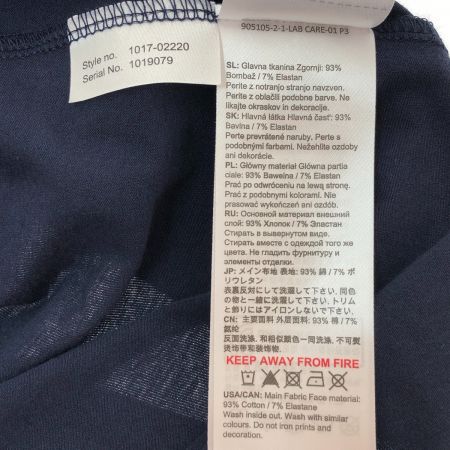 Style no. 1017-02220
Serial No. 1019079
905105-2-1-LAB CARE-01 P3
SL: Glavna tkanina Zgornji: 93%
Bombaž / 7% Elastan
Perite z notranjo stranjo navzven.
Perite z oblačili podobne barve. Ne
likajte okraskov in dekoracije.
SK: Hlavná látka Hlavná časť: 93%
Bavlna / 7% Elastan
Perte prevrátené naruby. Perte s
podobnými farbami. Nežehlite ozdoby
ani dekorácie.
PL: Główny materiał Główna partia
ciała: 93% Bawełna / 7% Elastan
Prać po odwróceniu na lewą stronę.
Prać z podobnymi kolorami. Nie
prasować wykończeń ani ozdób.
RU: Основной материал внешний
слой: 93% Хлопок / 7% Эластан
Стирать вывернутым наизнанку.
Стирать вместе с одеждой того же
цвета. Не гладить фурнитуру и
элементы отделки.
JP: メイン布地 表地: 93% 綿 / 7% ポ
リウレタン
表裏反対にして洗濯して下さい. 同色
の物と一緒に洗濯して下さい. トリム
と飾りにはアイロンしないで下さい.
CN: 主要面料 外层面料: 93% 棉 / 7%
氨纶
反面洗涤. 和相似颜色一同洗涤. 不可熨
烫饰带和装饰物.
KEEP AWAY FROM FIRE
USA/CAN: Main Fabric Face material:
93% Cotton / 7% Elastane
Wash inside out. Wash with similar
colours. Do not iron prints and
decoration.